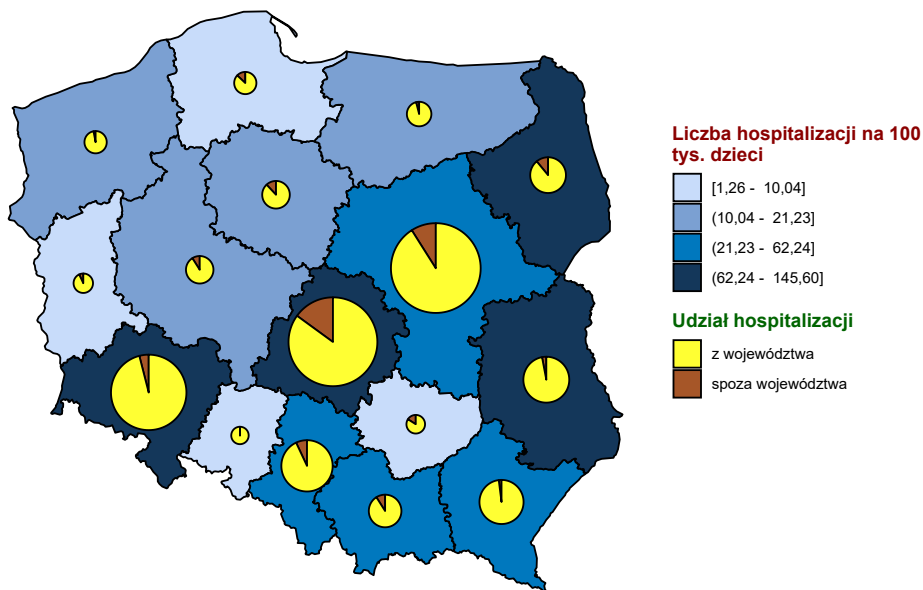 Liczba hospitalizacji na 100
tys. dzieci
[1,26 - 10,04]
(10,04 - 21,23]
(21,23 - 62,24]
(62,24 - 145,60]
Udział hospitalizacji
z województwa
spoza województwa